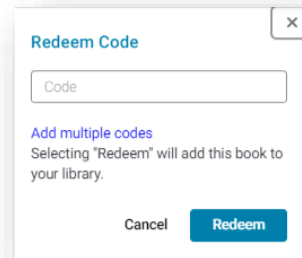 Redeem Code
Code
Add multiple codes
Selecting "Redeem" will add this book to
your library.
Cancel Redeem